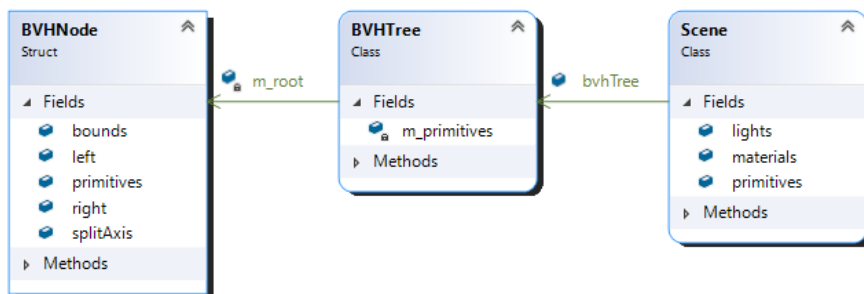 BVHNode
Struct
Fields
bounds
left
primitives
right
splitAxis
Methods
m_root
BVHTree
Class
Fields
m_primitives
Methods
bvhTree
Scene
Class
Fields
lights
materials
primitives
Methods